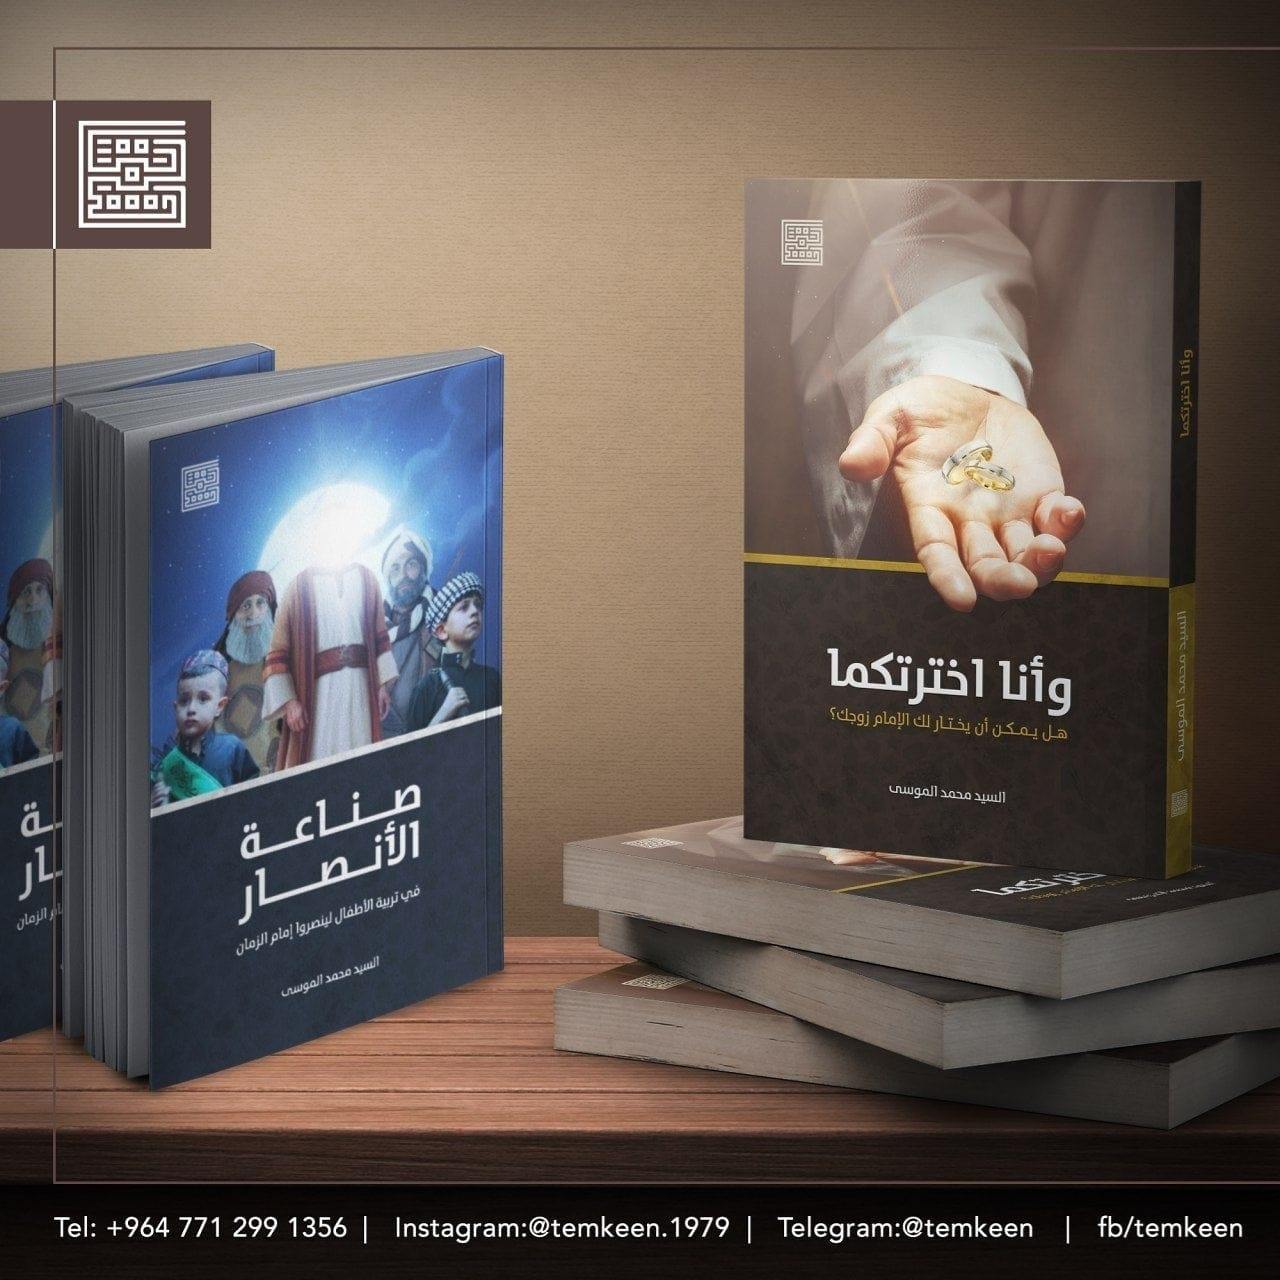 صناعة
الأنصار
في تربية الأطفال لينصروا إمام الزمان
السيد محمد الموسى
وأنا اخترتكما
هل يمكن أن يختار لك الإمام زوجك؟
السيد محمد الموسى
وأنا اخترتكما
السيد محمد الموسى
Tel: +964 771 299 1356 | Instagram:@temkeen.1979 | Telegram:@temkeen | fb/temkeen